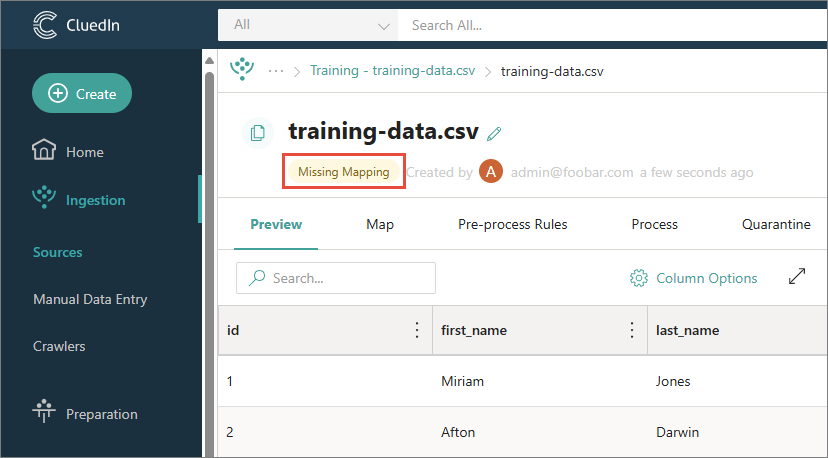 CluedIn
All
Search All...
Create
Home
Ingestion
Sources
Manual Data Entry
Crawlers
Preparation
··· > Training - training-data.csv > training-data.csv
training-data.csv
Missing Mapping Created by A admin@foobar.com a few seconds ago
Preview Map Pre-process Rules Process Quarantine
Search... Column Options
id first_name last_name
1 Miriam Jones
2 Afton Darwin